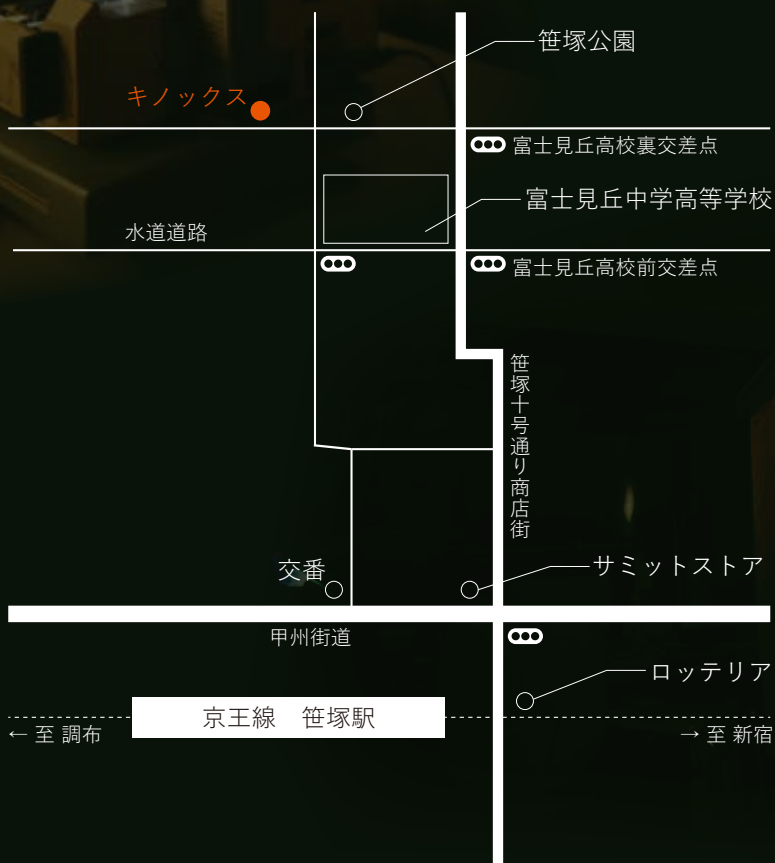 笹塚公園
キノックス
富士見丘高校裏交差点
富士見丘中学高等学校
水道道路
富士見丘高校前交差点
笹塚十号通り商店街
サミットストア
交番
甲州街道
ロッテリア
京王線　笹塚駅
← 至 調布
→ 至 新宿